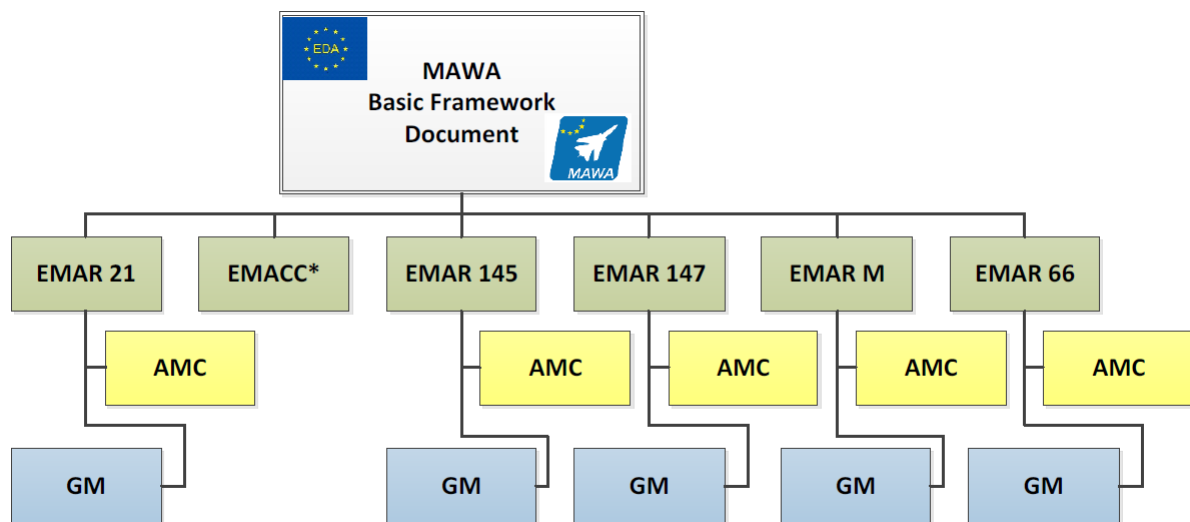 EDA
MAWA
Basic Framework
Document
MAWA
EMAR 21
EMACC*
EMAR 145
EMAR 147
EMAR M
EMAR 66
AMC
AMC
AMC
AMC
AMC
GM
GM
GM
GM
GM